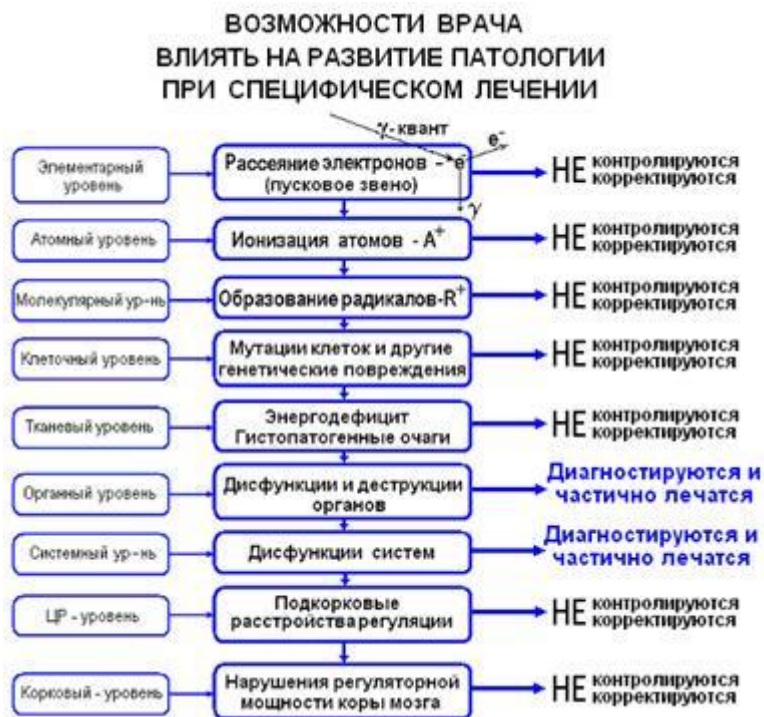 ВОЗМОЖНОСТИ ВРАЧА
ВЛИЯТЬ НА РАЗВИТИЕ ПАТОЛОГИИ
ПРИ СПЕЦИФИЧЕСКОМ ЛЕЧЕНИИ
γ-квант
e⁻
Элементарный
уровень
Рассеяние электронов - e⁻
(пусковое звено)
γ
НЕ контролируются
корректируются
Атомный уровень
Ионизация атомов - А⁺
НЕ контролируются
корректируются
Молекулярный ур-нь
Образование радикалов-R⁺
НЕ контролируются
корректируются
Клеточный уровень
Мутации клеток и другие
генетические повреждения
НЕ контролируются
корректируются
Тканевый уровень
Энергодефицит
Гистопатогенные очаги
НЕ контролируются
корректируются
Органный уровень
Дисфункции и деструкции
органов
Диагностируются и
частично лечатся
Системный ур-нь
Дисфункции систем
Диагностируются и
частично лечатся
ЦР - уровень
Подкорковые
расстройства регуляции
НЕ контролируются
корректируются
Корковый - уровень
Нарушения регуляторной
мощности коры мозга
НЕ контролируются
корректируются